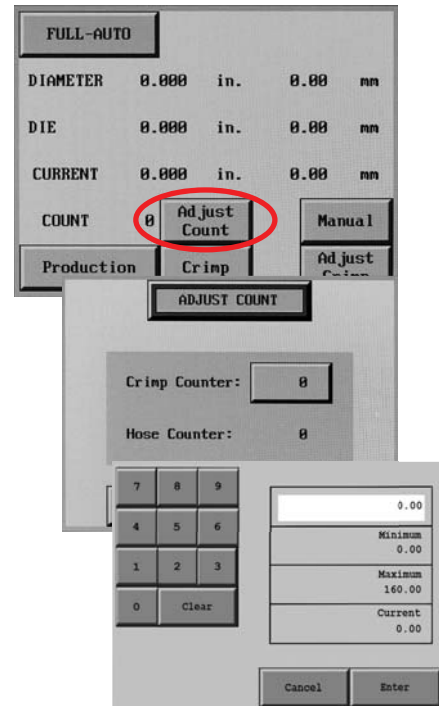 FULL-AUTO
DIAMETER 0.000 in. 0.00 mm
DIE 0.000 in. 0.00 mm
CURRENT 0.000 in. 0.00 mm
COUNT 0 Adjust Count Manual
Production Crimp Adjust Crimp
ADJUST COUNT
Crimp Counter: 0
Hose Counter: 0
7 8 9
4 5 6
1 2 3
0 Clear
0.00
Minimum
0.00
Maximum
160.00
Current
0.00
Cancel Enter